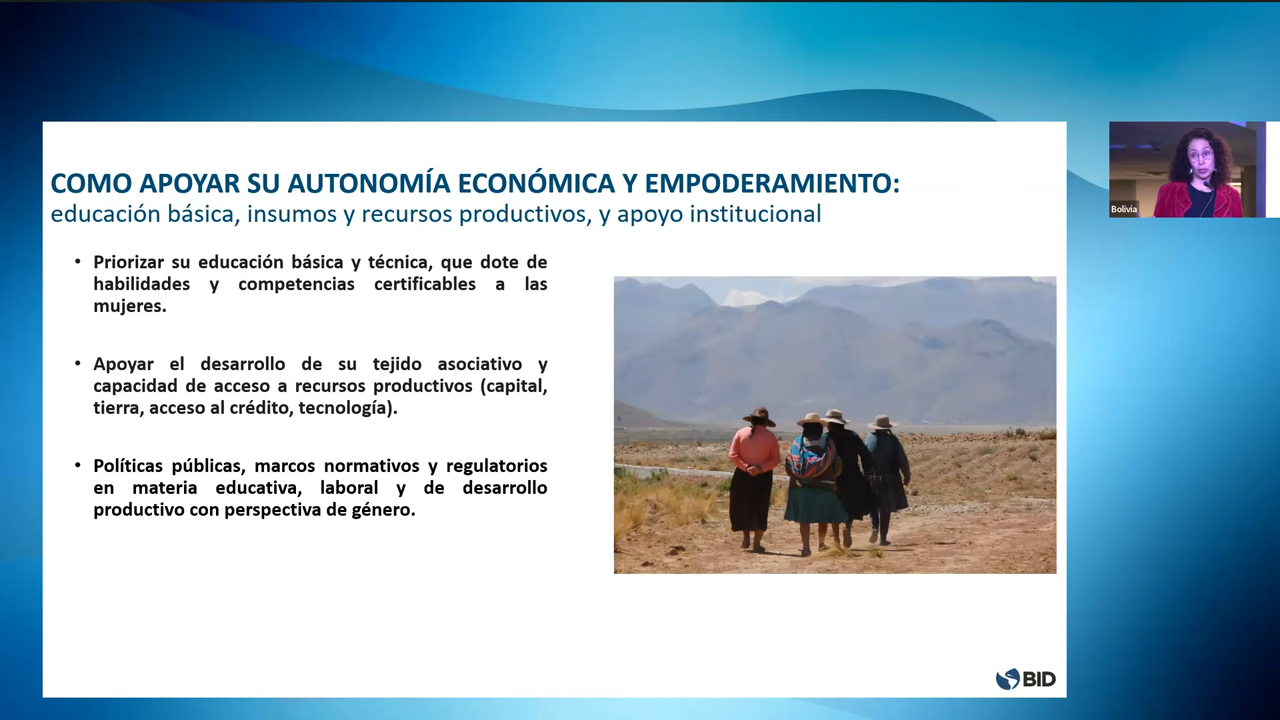 COMO APOYAR SU AUTONOMÍA ECONÓMICA Y EMPODERAMIENTO:
educación básica, insumos y recursos productivos, y apoyo institucional
• Priorizar su educación básica y técnica, que dote de
habilidades y competencias certificables a las
mujeres.
• Apoyar el desarrollo de su tejido asociativo y
capacidad de acceso a recursos productivos (capital,
tierra, acceso al crédito, tecnología).
• Políticas públicas, marcos normativos y regulatorios
en materia educativa, laboral y de desarrollo
productivo con perspectiva de género.
BID
Bolivia